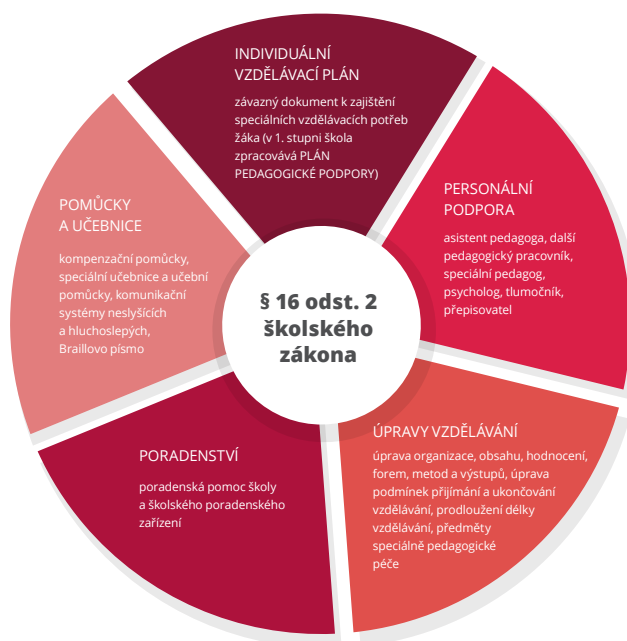 INDIVIDUÁLNÍ
VZDĚLÁVACÍ PLÁN
závazný dokument k zajištění
speciálních vzdělávacích potřeb
žáka (v 1. stupni škola
zpracovává PLÁN
PEDAGOGICKÉ PODPORY)
PERSONÁLNÍ
PODPORA
asistent pedagoga, další
pedagogický pracovník,
speciální pedagog,
psycholog, tlumočník,
přepisovatel
ÚPRAVY VZDĚLÁVÁNÍ
úprava organizace, obsahu, hodnocení,
forem, metod a výstupů, úprava
podmínek přijímání a ukončování
vzdělávání, prodloužení délky
vzdělávání, předměty
speciálně pedagogické
péče
PORADENSTVÍ
poradenská pomoc školy
a školského poradenského
zařízení
POMŮCKY
A UČEBNICE
kompenzační pomůcky,
speciální učebnice a učební
pomůcky, komunikační
systémy neslyšících
a hluchoslepých,
Braillovo písmo
§ 16 odst. 2
školského
zákona